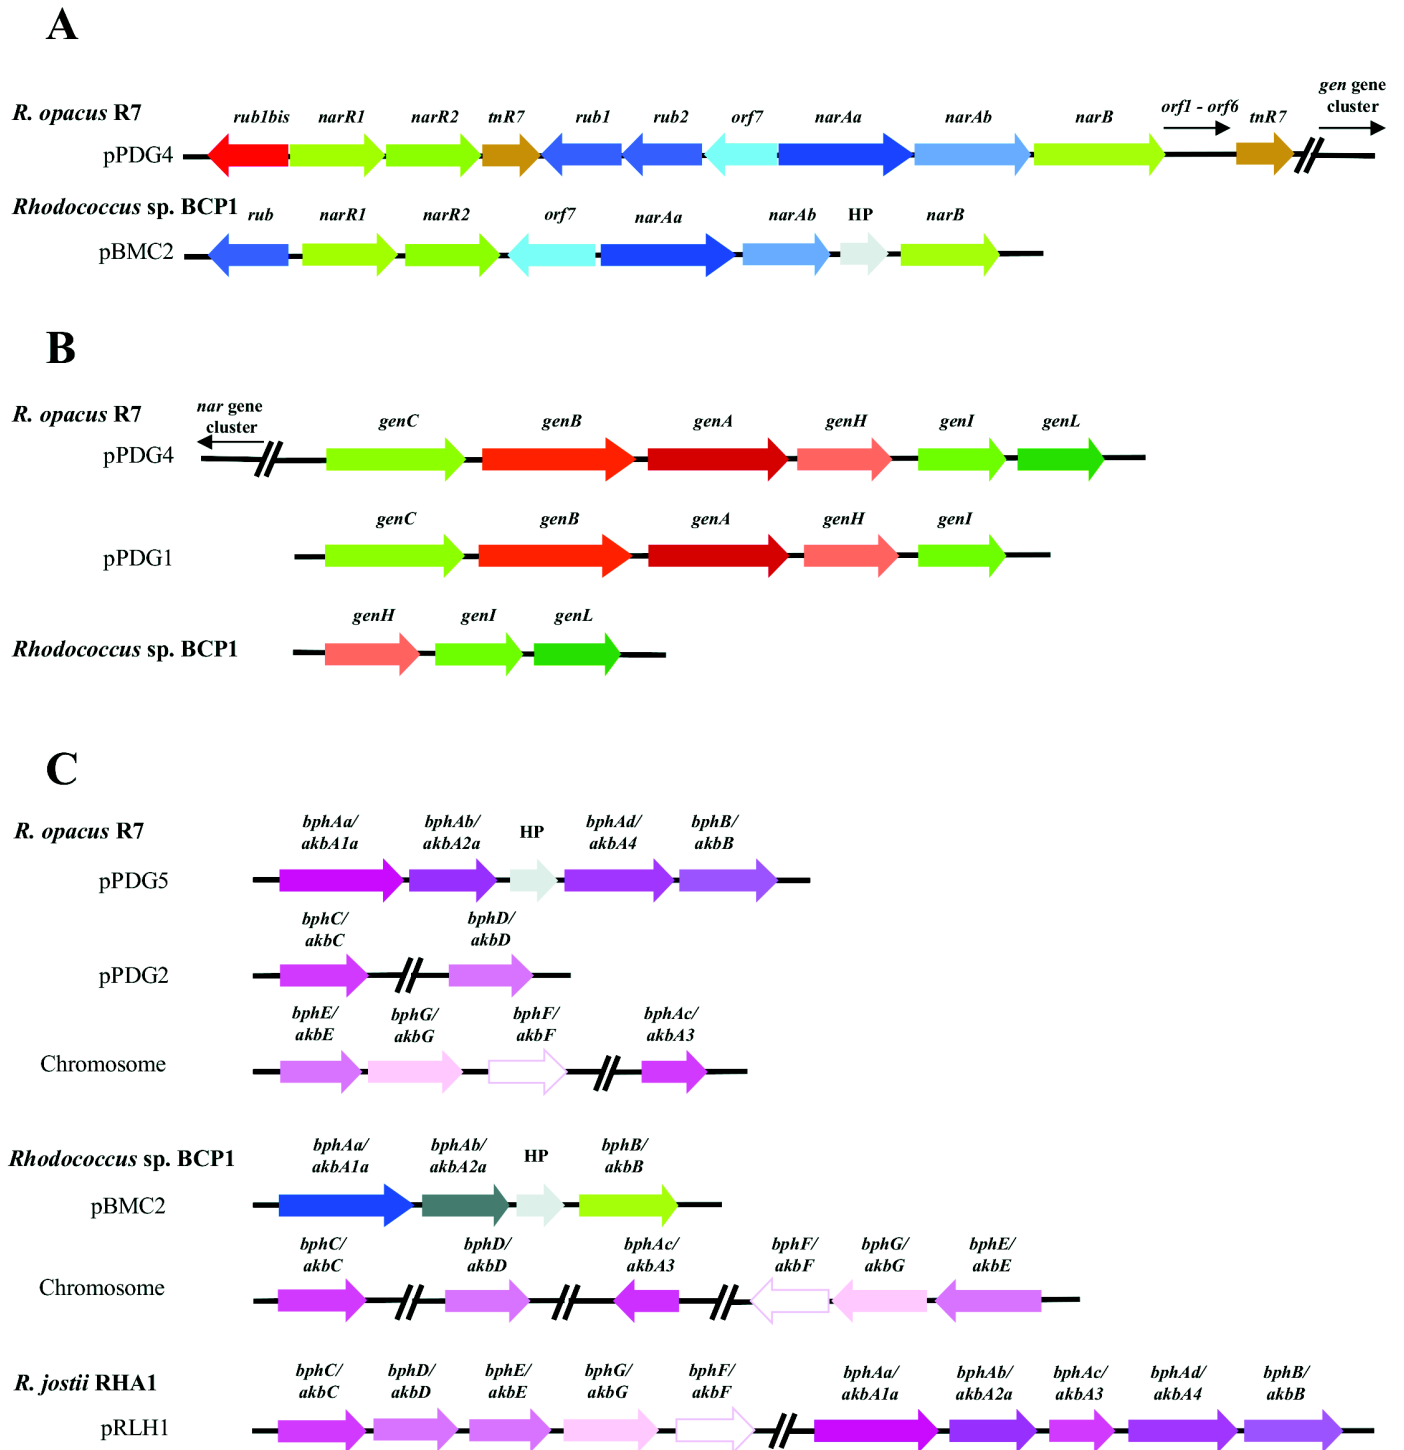 A
R. opacus R7
pPDG4
rub1bis narR1 narR2 tnR7 rub1 rub2 orf7 narAa narAb narB orf1 - orf6 tnR7
gen gene
cluster
Rhodococcus sp. BCP1
pBMC2
rub narR1 narR2 orf7 narAa narAb HP narB
B
R. opacus R7
pPDG4
nar gene
cluster
genC genB genA genH genI genL
pPDG1
genC genB genA genH genI
Rhodococcus sp. BCP1
genH genI genL
C
R. opacus R7
bphAa/ bphAb/ HP bphAd/ bphB/
akbA1a akbA2a akbA4 akbB
pPDG5
bphC/ bphD/
akbC akbD
pPDG2
bphE/ bphG/ bphF/ bphAc/
akbE akbG akbF akbA3
Chromosome
Rhodococcus sp. BCP1
bphAa/ bphAb/ HP bphB/
akbA1a akbA2a akbB
pBMC2
bphC/ bphD/ bphAc/ bphF/ bphG/ bphE/
akbC akbD akbA3 akbF akbG akbE
Chromosome
R. jostii RHA1
bphC/ bphD/ bphE/ bphG/ bphF/ bphAa/ bphAb/ bphAc/ bphAd/ bphB/
akbC akbD akbE akbG akbF akbA1a akbA2a akbA3 akbA4 akbB
pRLH1